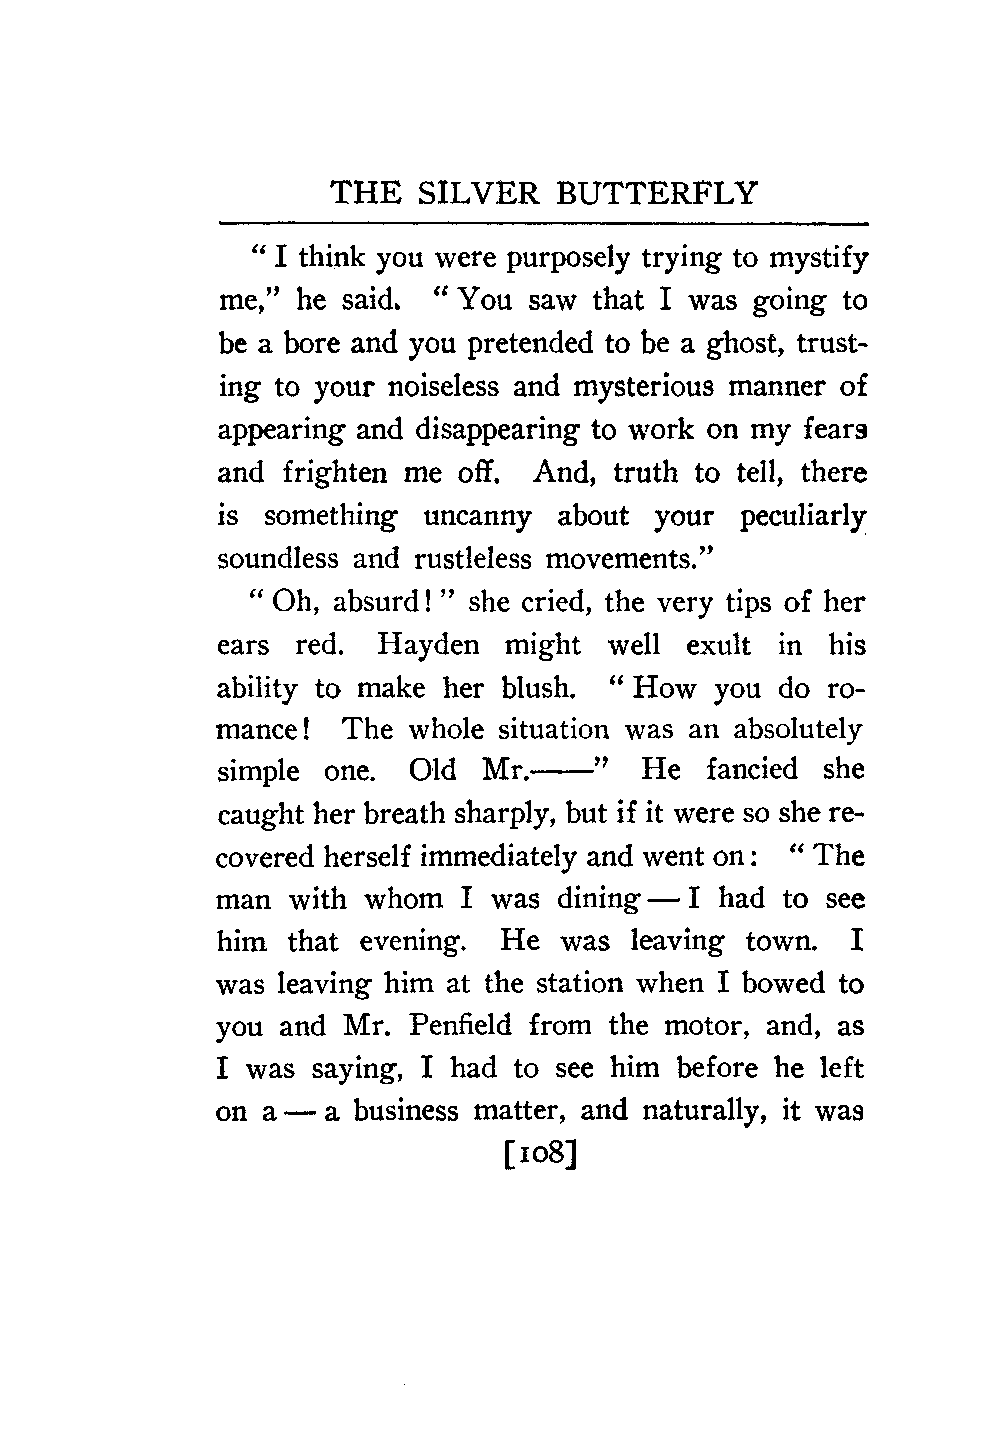 THE SILVER BUTTERFLY
“I think you were purposely trying to mystify
me,” he said. “You saw that I was going to
be a bore and you pretended to be a ghost, trust-
ing to your noiseless and mysterious manner of
appearing and disappearing to work on my fears
and frighten me off. And, truth to tell, there
is something uncanny about your peculiarly
soundless and rustleless movements.”
“Oh, absurd!” she cried, the very tips of her
ears red. Hayden might well exult in his
ability to make her blush. “How you do ro-
mance! The whole situation was an absolutely
simple one. Old Mr.——” He fancied she
caught her breath sharply, but if it were so she re-
covered herself immediately and went on: “The
man with whom I was dining—I had to see
him that evening. He was leaving town. I
was leaving him at the station when I bowed to
you and Mr. Penfield from the motor, and, as
I was saying, I had to see him before he left
on a—a business matter, and naturally, it was
[108]